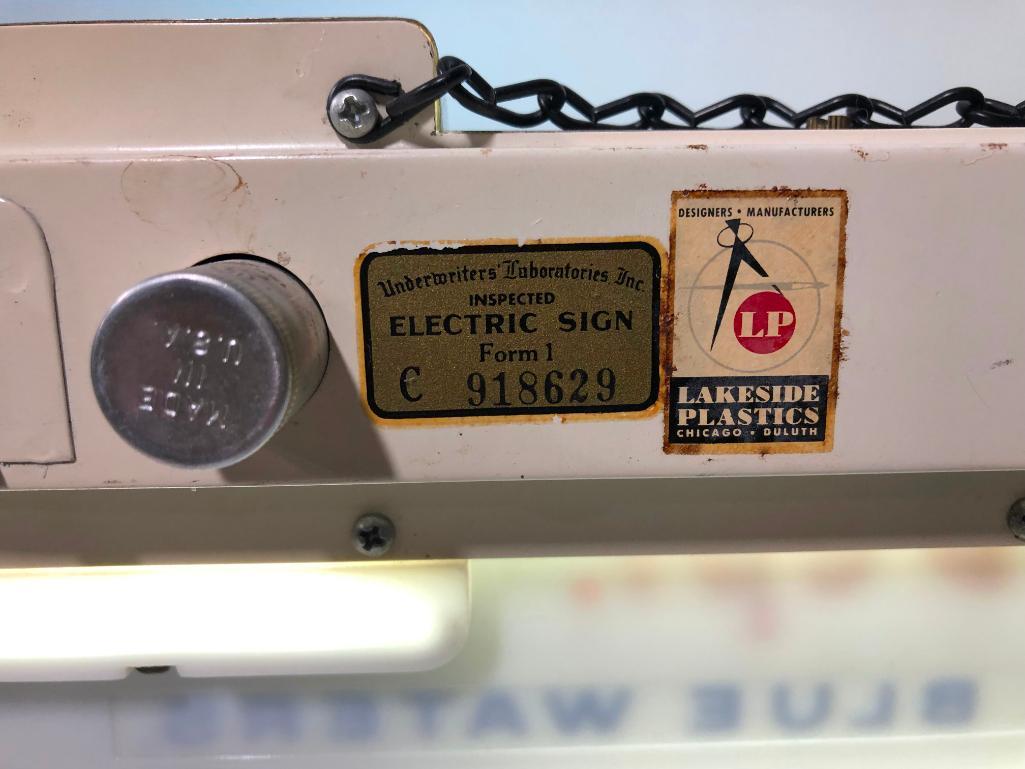 DESIGNERS • MANUFACTURERS
LP
LAKESIDE
PLASTICS
CHICAGO • DULUTH
Underwriters' Laboratories, Inc.
INSPECTED
ELECTRIC SIGN
Form 1
C 918629
MADE
IN
U.S.A.
BLUE WATERS